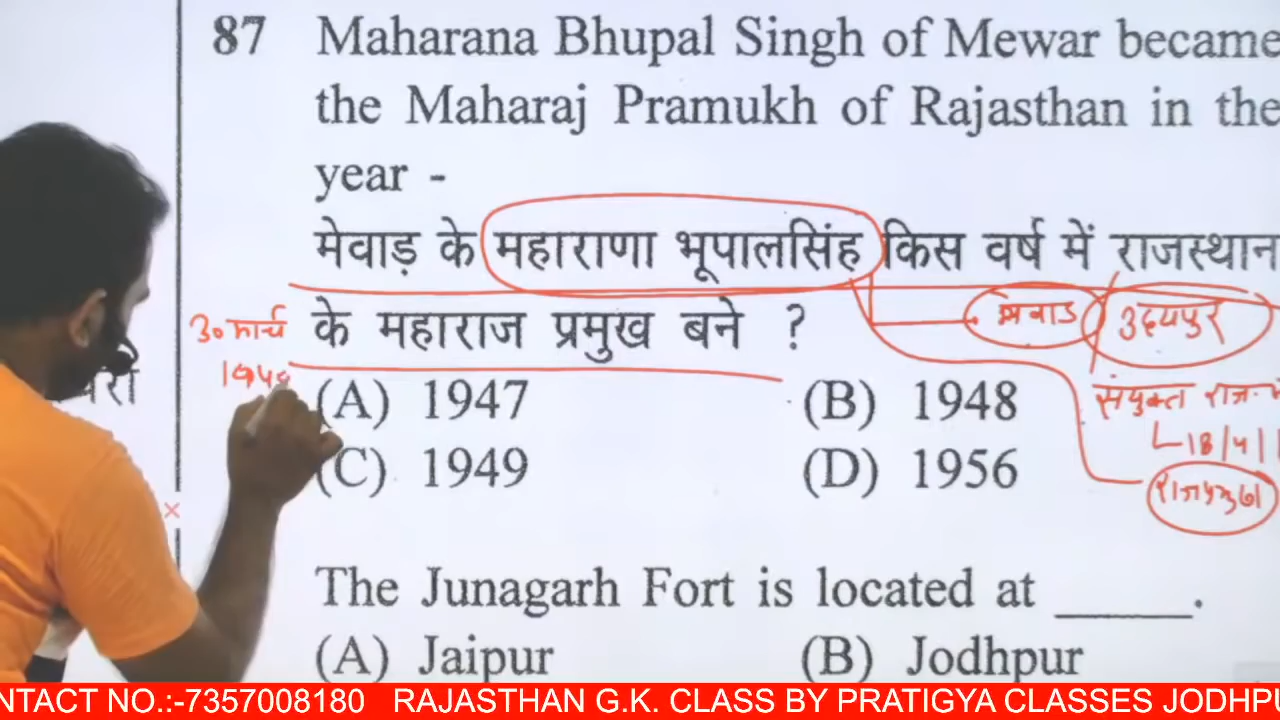 87 Maharana Bhupal Singh of Mewar became
the Maharaj Pramukh of Rajasthan in the
year -
मेवाड़ के महाराणा भूपालसिंह किस वर्ष में राजस्थान
के महाराज प्रमुख बने ?
30 मार्च
मेवाड
उदयपुर
(A) 1947 (B) 1948
संयुक्त राज.
18/4/
(C) 1949 (D) 1956
राजप्रमुख
The Junagarh Fort is located at ______.
(A) Jaipur (B) Jodhpur
NTACT NO.:-7357008180 RAJASTHAN G.K. CLASS BY PRATIGYA CLASSES JODHPU